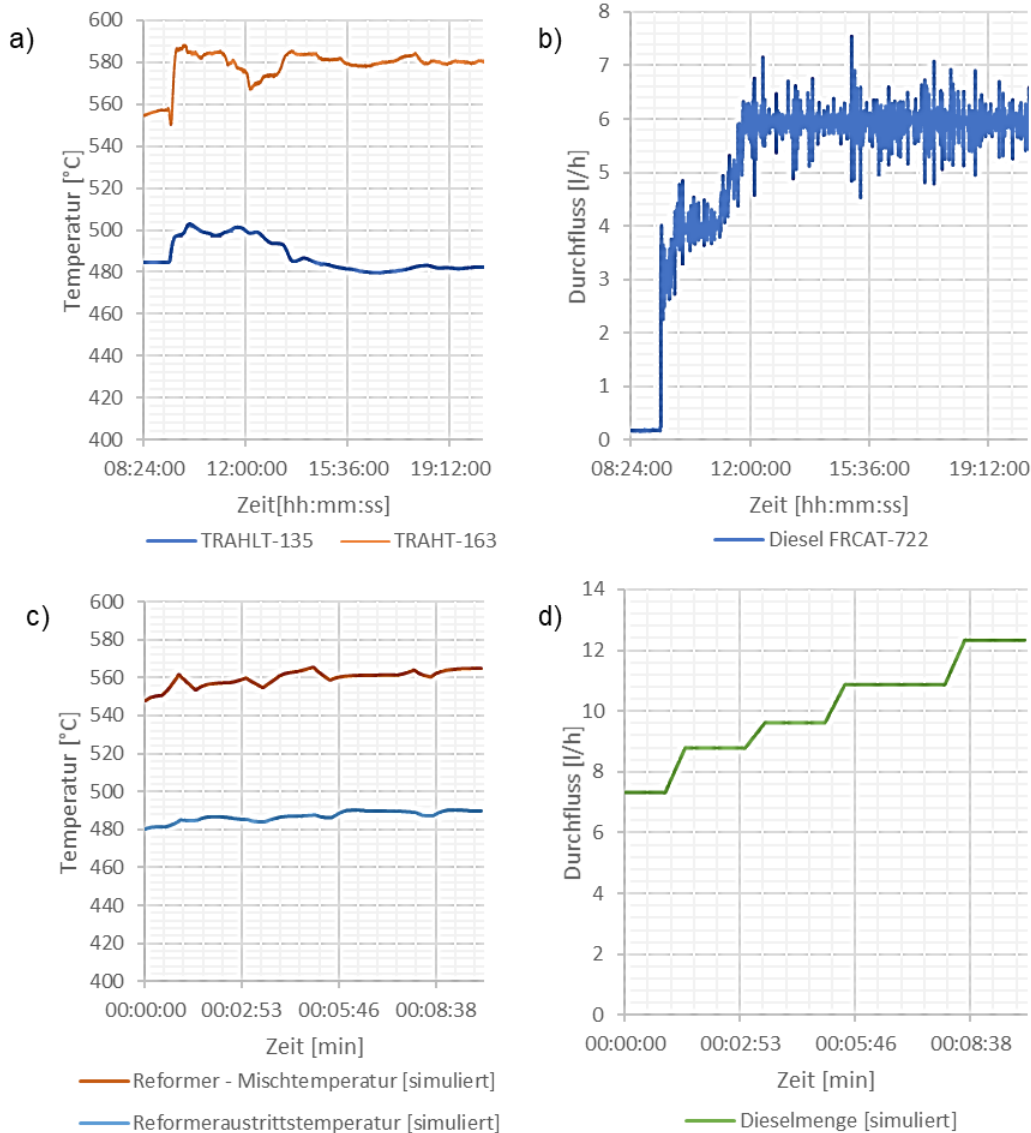 a)
600
580
560
540
520
500
480
460
440
420
400
Temperatur [°C]
08:24:00 12:00:00 15:36:00 19:12:00
Zeit[hh:mm:ss]
TRAHLT-135 TRAHT-163
b)
8
7
6
5
4
3
2
1
0
Durchfluss [l/h]
08:24:00 12:00:00 15:36:00 19:12:00
Zeit [hh:mm:ss]
Diesel FRCAT-722
c)
600
580
560
540
520
500
480
460
440
420
400
Temperatur [°C]
00:00:00 00:02:53 00:05:46 00:08:38
Zeit [min]
Reformer - Mischtemperatur [simuliert]
Reformeraustrittstemperatur [simuliert]
d)
14
12
10
8
6
4
2
0
Durchfluss [l/h]
00:00:00 00:02:53 00:05:46 00:08:38
Zeit [min]
Dieselmenge [simuliert]